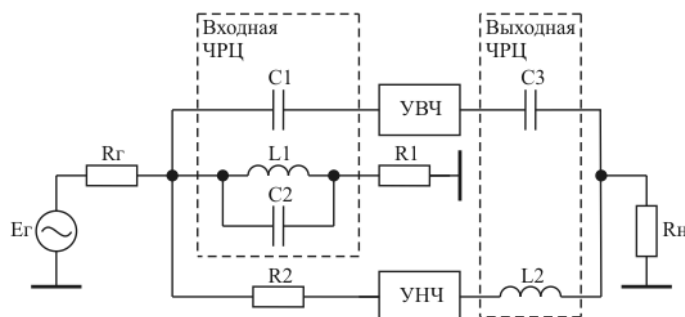 Входная
ЧРЦ
Выходная
ЧРЦ
C1
C3
УВЧ
L1
R1
Rг
C2
Eг
Rн
R2
УНЧ
L2